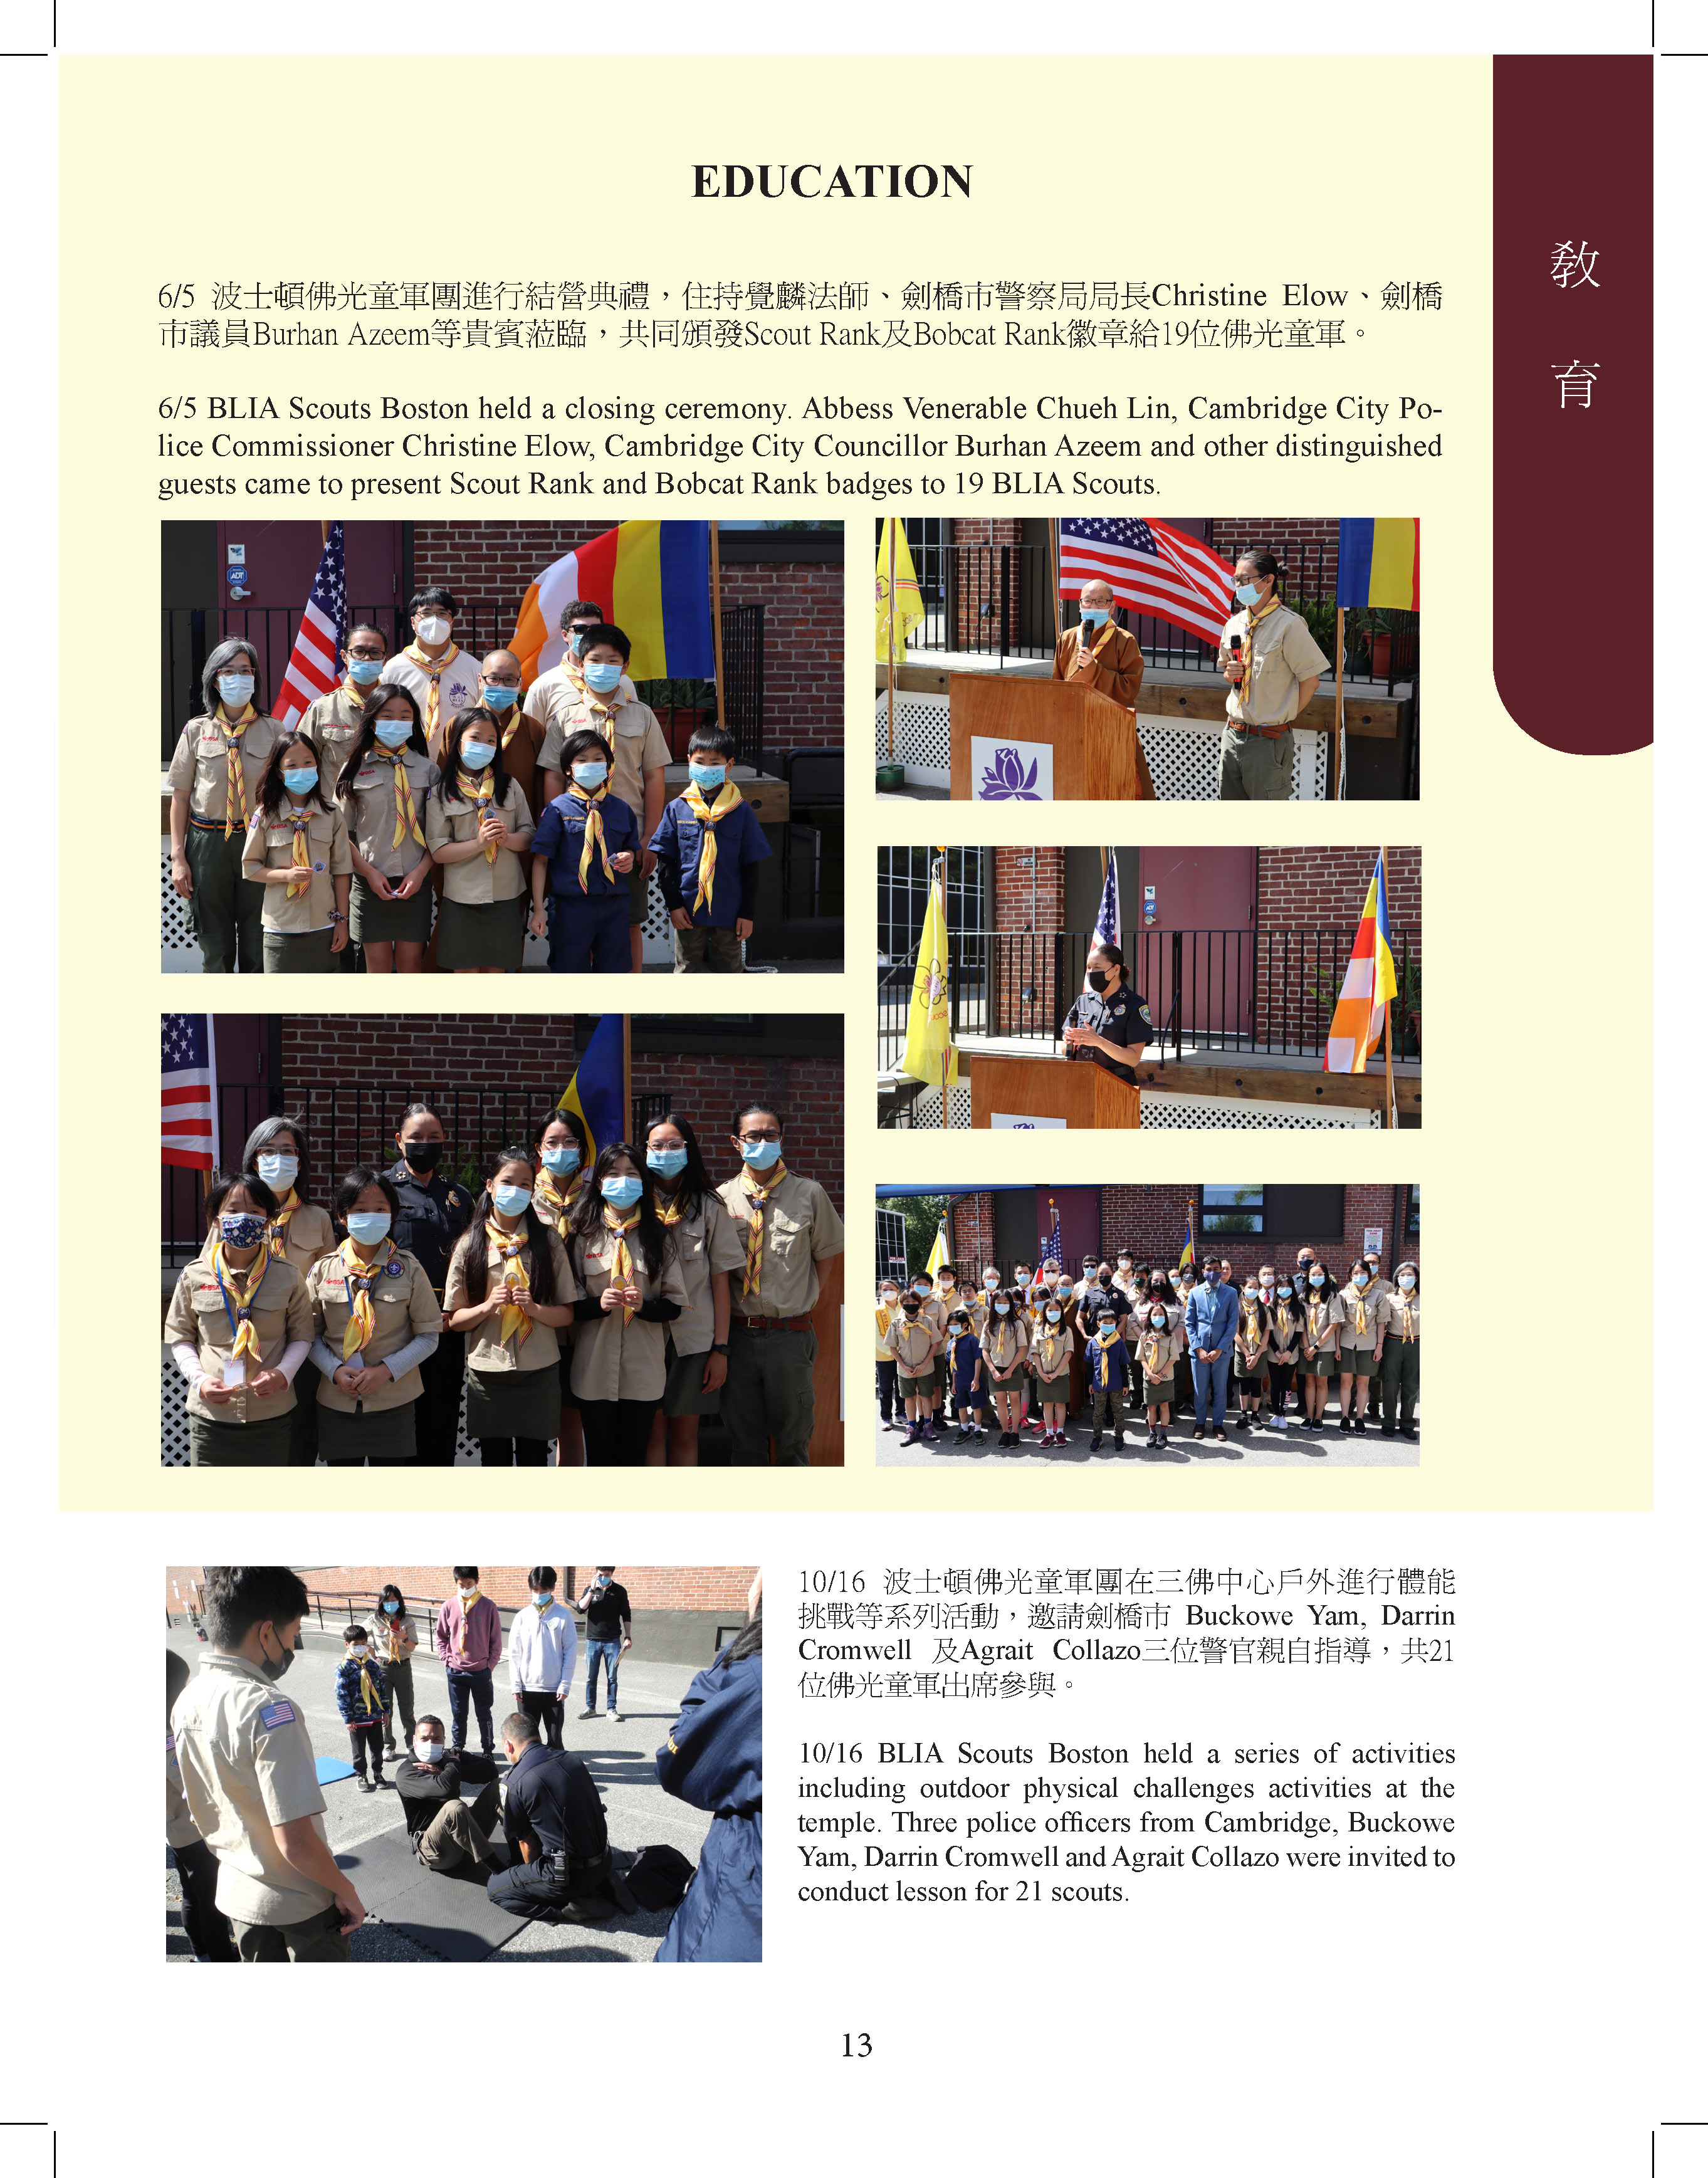 EDUCATION
教
育
6/5 波士頓佛光童軍團進行結營典禮，住持覺麟法師、劍橋市警察局局長Christine Elow、劍橋
市議員Burhan Azeem等貴賓蒞臨，共同頒發Scout Rank及Bobcat Rank徽章給19位佛光童軍。
6/5 BLIA Scouts Boston held a closing ceremony. Abbess Venerable Chueh Lin, Cambridge City Po-
lice Commissioner Christine Elow, Cambridge City Councillor Burhan Azeem and other distinguished
guests came to present Scout Rank and Bobcat Rank badges to 19 BLIA Scouts.
ADT
10/16 波士頓佛光童軍團在三佛中心戶外進行體能
挑戰等系列活動，邀請劍橋市 Buckowe Yam, Darrin
Cromwell 及Agrait Collazo三位警官親自指導，共21
位佛光童軍出席參與。
10/16 BLIA Scouts Boston held a series of activities
including outdoor physical challenges activities at the
temple. Three police officers from Cambridge, Buckowe
Yam, Darrin Cromwell and Agrait Collazo were invited to
conduct lesson for 21 scouts.
13